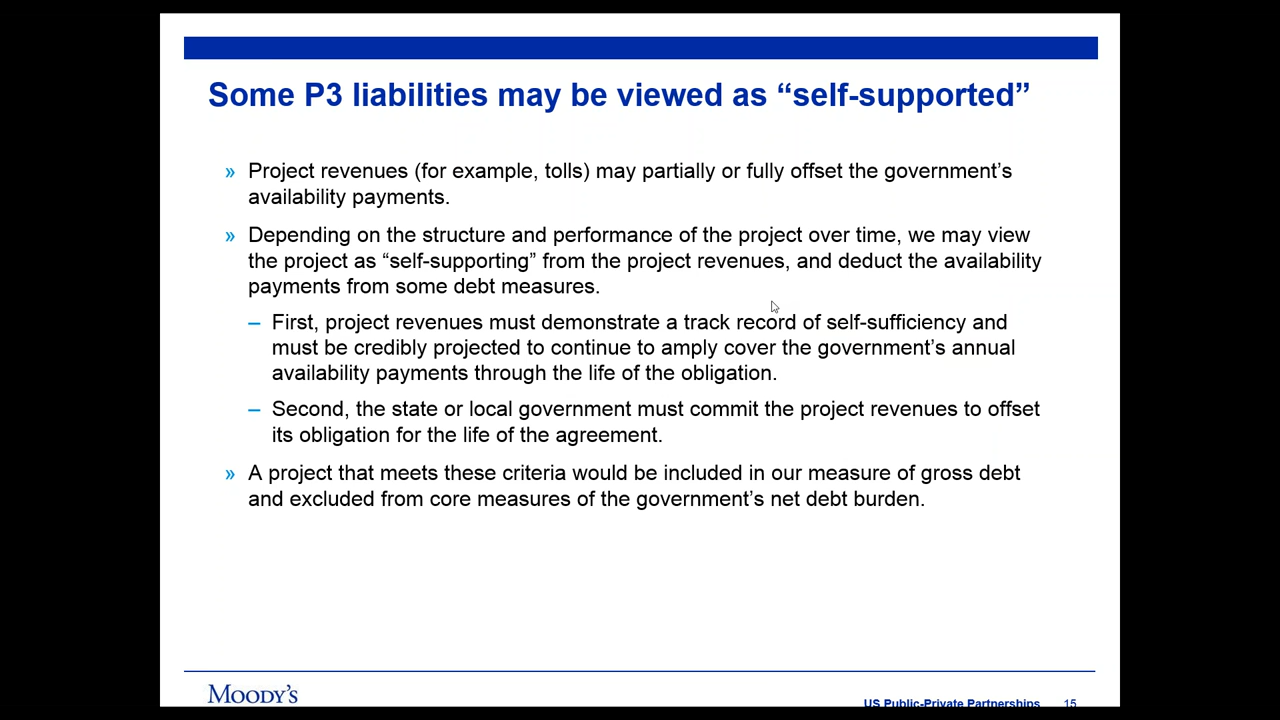 Some P3 liabilities may be viewed as “self-supported”
» Project revenues (for example, tolls) may partially or fully offset the government’s
availability payments.
» Depending on the structure and performance of the project over time, we may view
the project as “self-supporting” from the project revenues, and deduct the availability
payments from some debt measures.
– First, project revenues must demonstrate a track record of self-sufficiency and
must be credibly projected to continue to amply cover the government’s annual
availability payments through the life of the obligation.
– Second, the state or local government must commit the project revenues to offset
its obligation for the life of the agreement.
» A project that meets these criteria would be included in our measure of gross debt
and excluded from core measures of the government’s net debt burden.
MOODY’S
US Public-Private Partnerships 15